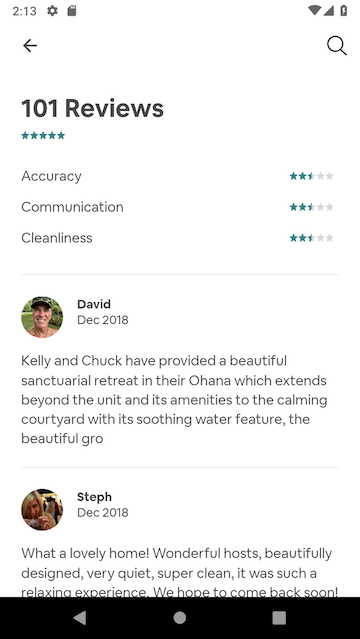 2:13
101 Reviews
Accuracy
Communication
Cleanliness
David
Dec 2018
Kelly and Chuck have provided a beautiful
sanctuarial retreat in their Ohana which extends
beyond the unit and its amenities to the calming
courtyard with its soothing water feature, the
beautiful gro
Steph
Dec 2018
What a lovely home! Wonderful hosts, beautifully
designed, very quiet, super clean, it was such a
relaxing experience. We hope to come back soon!